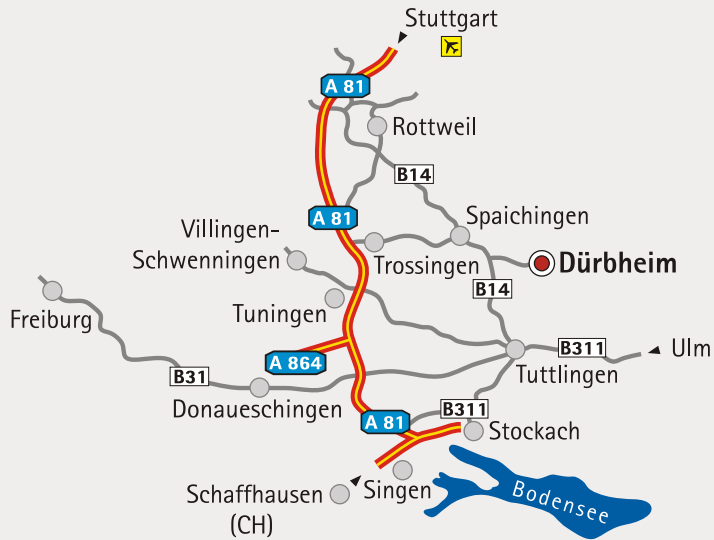 Stuttgart
A 81
Rottweil
B14
A 81
Spaichingen
Villingen-
Schwenningen
Trossingen
Dürbheim
B14
Tuningen
Freiburg
B311
Ulm
A 864
B31
Tuttlingen
Donaueschingen
B311
A 81
Stockach
Schaffhausen
(CH)
Singen
Bodensee